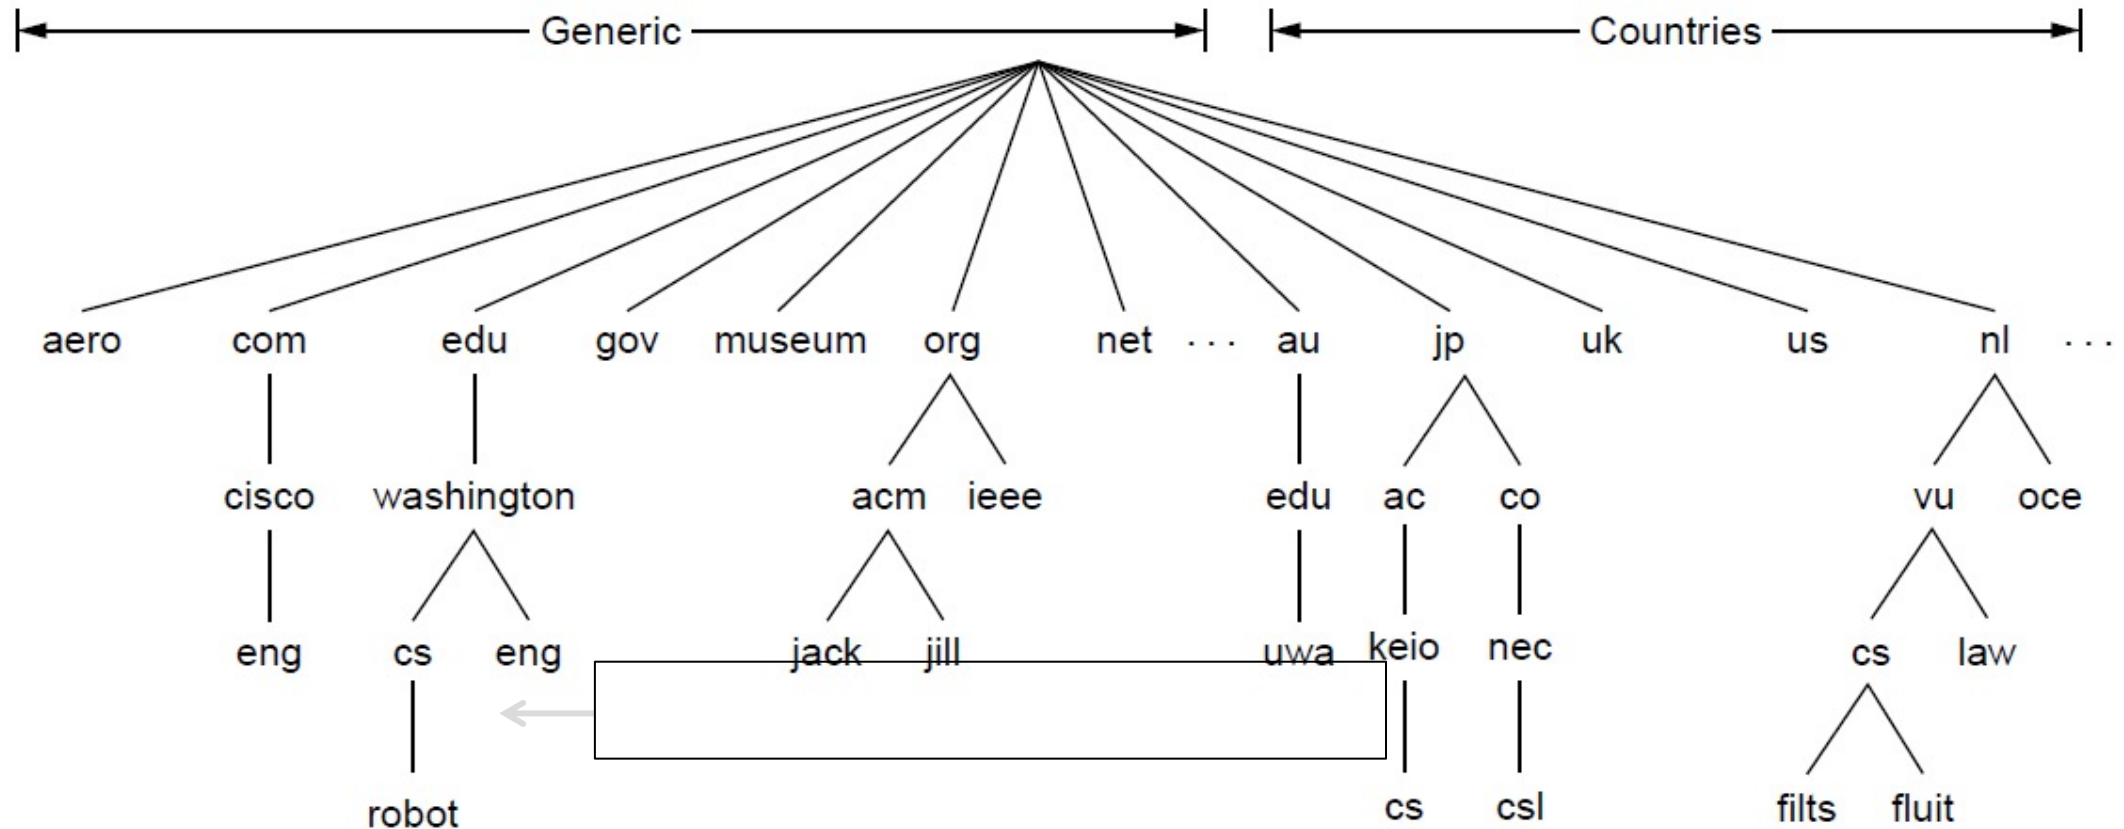 Generic Countries
aero com edu gov museum org net ... au jp uk us nl ...
cisco washington acm ieee edu ac co vu oce
eng cs eng jack jill uwa keio nec cs law
robot cs csl filts fluit